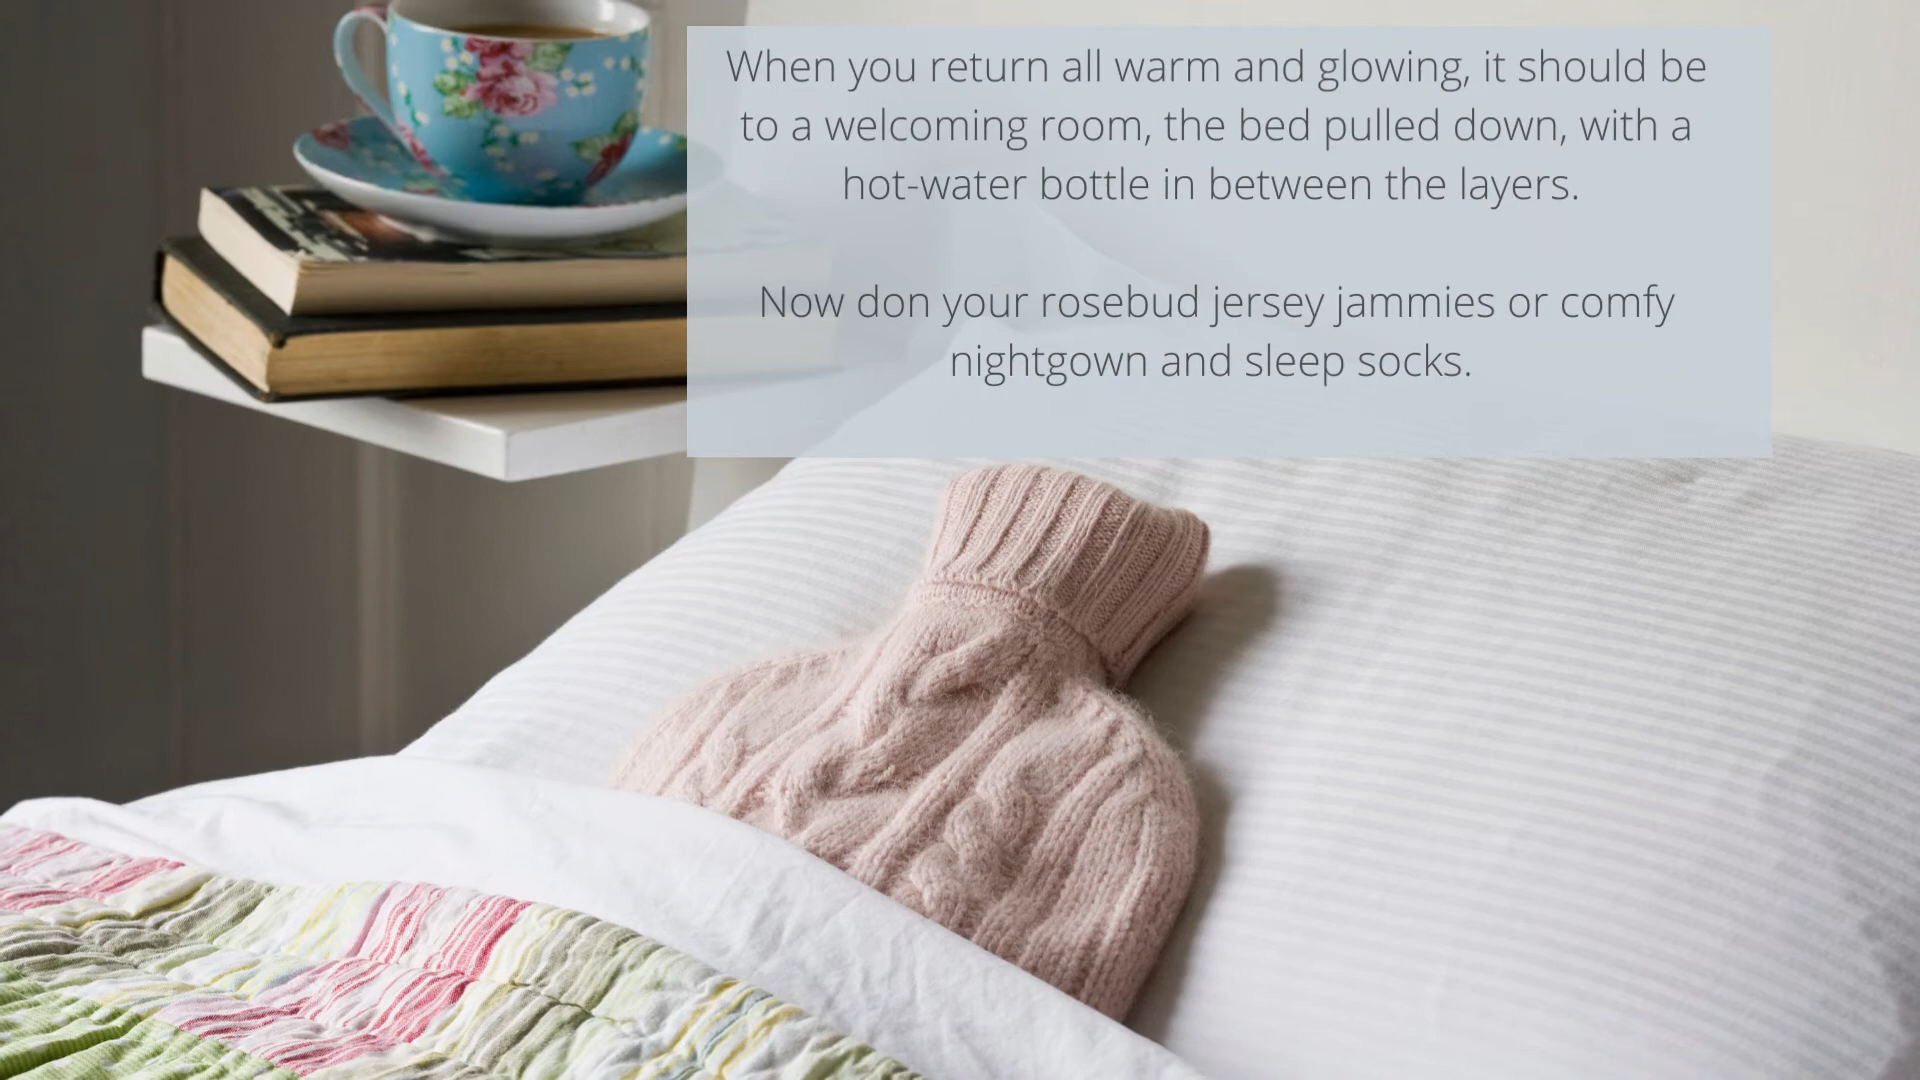 When you return all warm and glowing, it should be
to a welcoming room, the bed pulled down, with a
hot-water bottle in between the layers.
Now don your rosebud jersey jammies or comfy
nightgown and sleep socks.